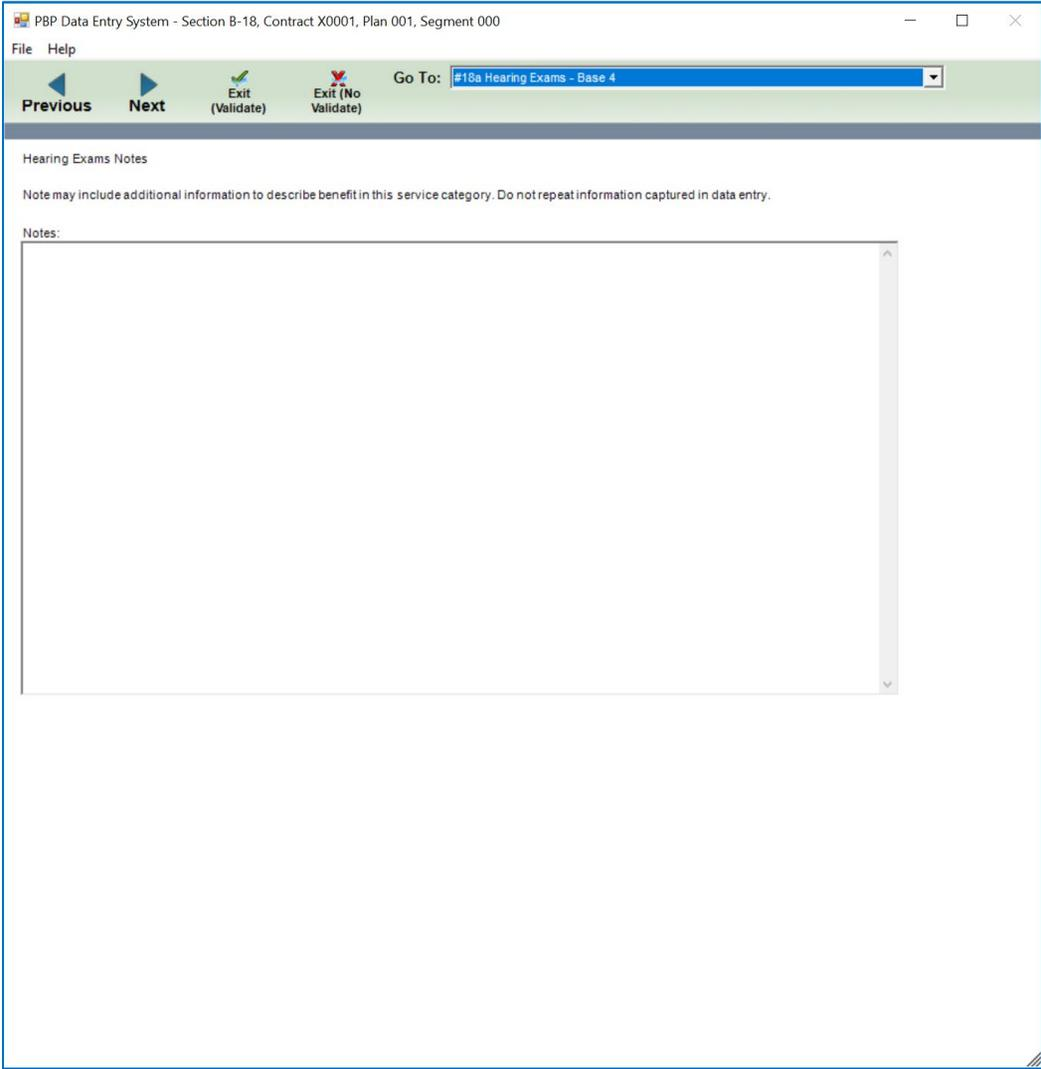 PBP Data Entry System - Section B-18, Contract X0001, Plan 001, Segment 000
File Help
Previous Next Exit (Validate) Exit (No Validate) Go To: #18a Hearing Exams - Base 4
Hearing Exams Notes
Note may include additional information to describe benefit in this service category. Do not repeat information captured in data entry.
Notes: